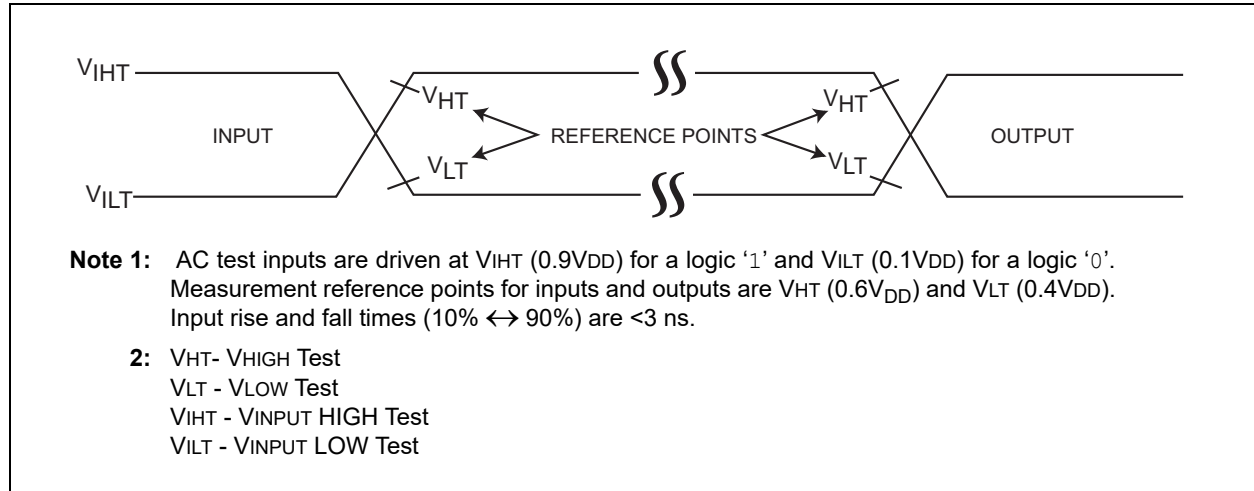 VIHT
VHT
VHT
INPUT
REFERENCE POINTS
OUTPUT
VLT
VLT
VILT
Note 1: AC test inputs are driven at VIHT (0.9VDD) for a logic ‘1’ and VILT (0.1VDD) for a logic ‘0’.
Measurement reference points for inputs and outputs are VHT (0.6VDD) and VLT (0.4VDD).
Input rise and fall times (10% ↔ 90%) are <3 ns.
2: VHT- VHIGH Test
VLT - VLOW Test
VIHT - VINPUT HIGH Test
VILT - VINPUT LOW Test